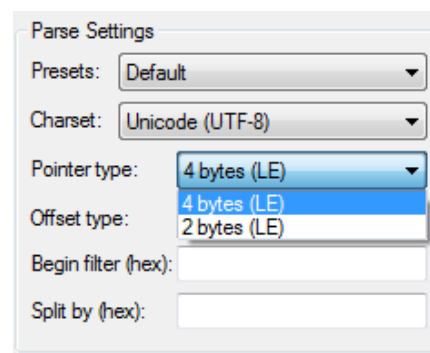 Parse Settings
Presets: Default
Charset: Unicode (UTF-8)
Pointer type: 4 bytes (LE)
4 bytes (LE)
Offset type: 2 bytes (LE)
Begin filter (hex):
Split by (hex):